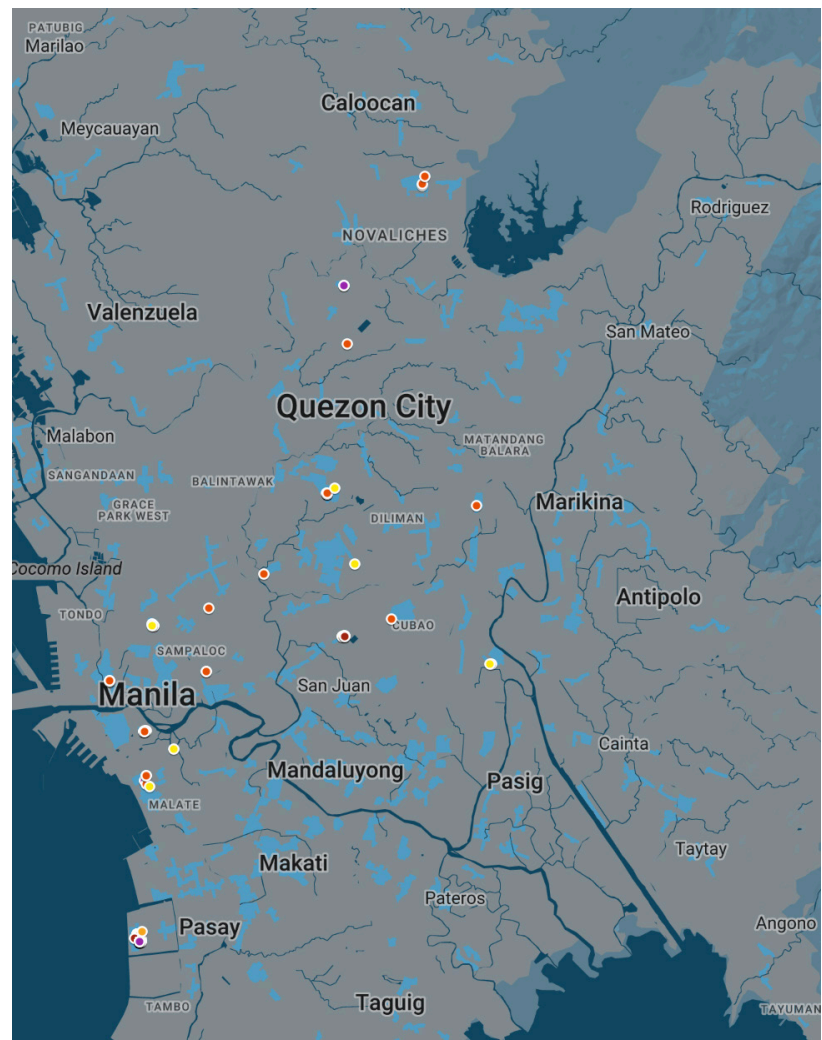 PATUBIG
Marilao
Caloocan
Meycauayan
Rodriguez
NOVALICHES
Valenzuela
San Mateo
Quezon City
Malabon
MATANDANG
BALARA
SANGANDAAN
BALINTAWAK
GRACE
PARK WEST
Marikina
DILIMAN
Cocomo Island
Antipolo
TONDO
CUBAO
SAMPALOC
San Juan
Manila
Cainta
Mandaluyong
Pasig
MALATE
Makati
Taytay
Pateros
Pasay
Angono
Taguig
TAMBO
TAYUMAN